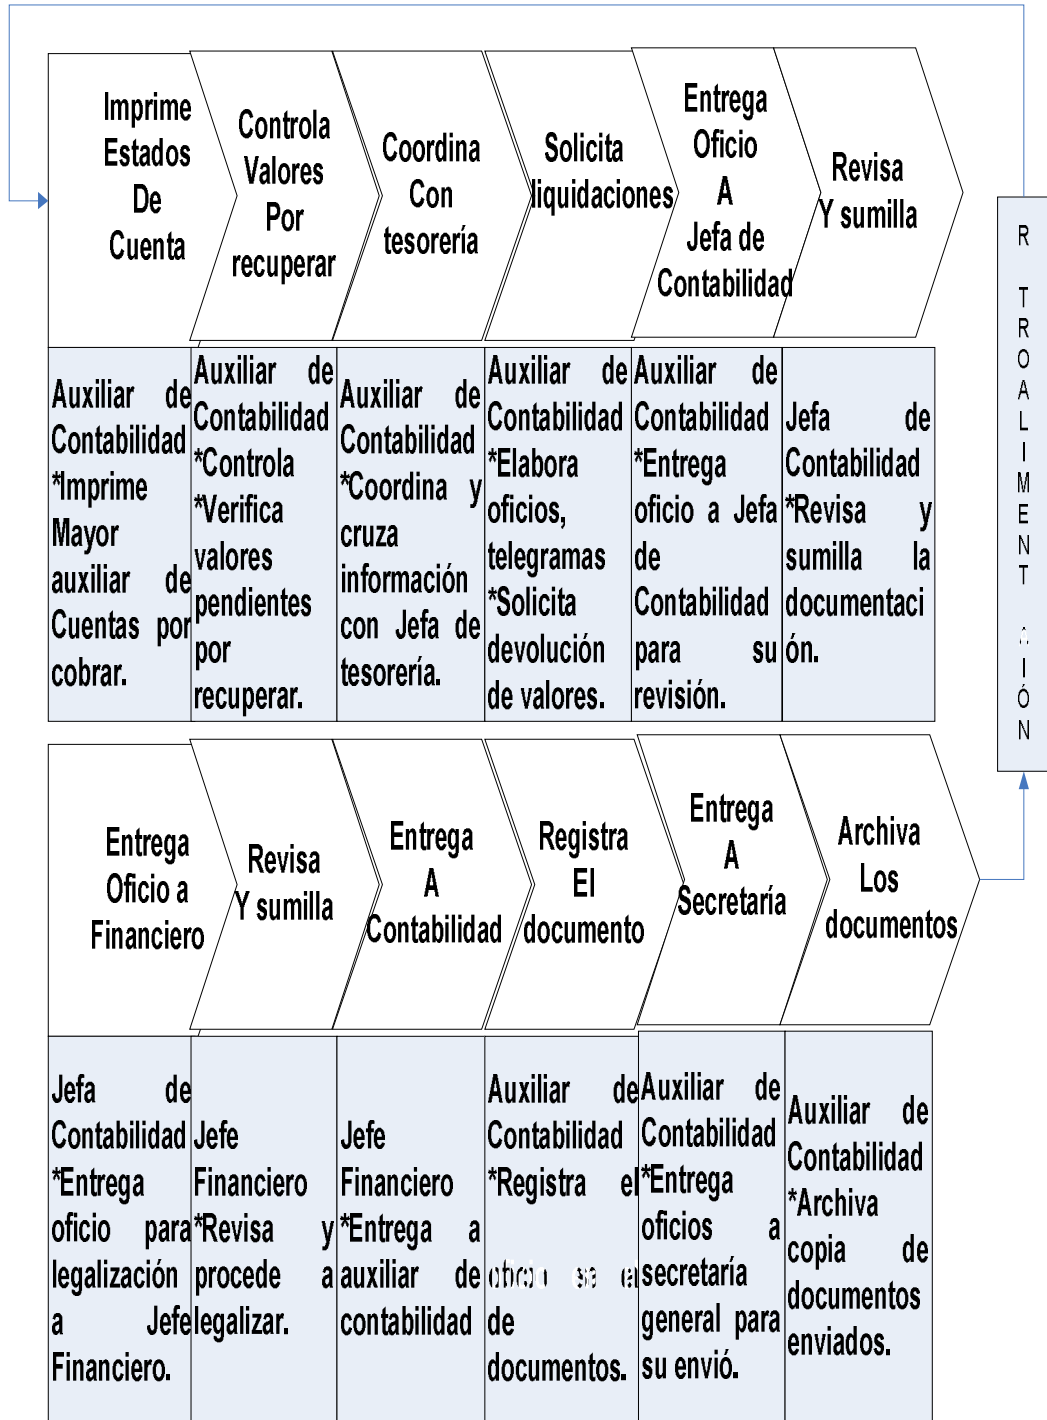 Imprime
Estados
De
Cuenta
Controla
Valores
Por
recuperar
Coordina
Con
tesorería
Solicita
liquidaciones
Entrega
Oficio
A
Jefa de
Contabilidad
Revisa
Y sumilla
Auxiliar de
Contabilidad
*Imprime
Mayor
auxiliar de
Cuentas por
cobrar.
Auxiliar de
Contabilidad
*Controla
*Verifica
valores
pendientes
por
recuperar.
Auxiliar de
Contabilidad
*Coordina y
cruza
información
con Jefa de
tesorería.
Auxiliar de
Contabilidad
*Elabora
oficios,
telegramas
*Solicita
devolución
de valores.
Auxiliar de
Contabilidad
*Entrega
oficio a Jefa
de
Contabilidad
para su
revisión.
Jefa de
Contabilidad
*Revisa y
sumilla la
documentaci
ón.
Entrega
Oficio a
Financiero
Revisa
Y sumilla
Entrega
A
Contabilidad
Registra
El
documento
Entrega
A
Secretaría
Archiva
Los
documentos
Jefa de
Contabilidad
*Entrega
oficio para
legalización
a Jefe
Financiero.
Jefe
Financiero
*Revisa y
procede a
legalizar.
Jefe
Financiero
*Entrega a
auxiliar de
contabilidad
Auxiliar de
Contabilidad
*Registra el
de
documentos.
Auxiliar de
Contabilidad
*Entrega
oficios a
secretaría
general para
su envió.
Auxiliar de
Contabilidad
*Archiva
copia de
documentos
enviados.
R TROALIMENT IÓN